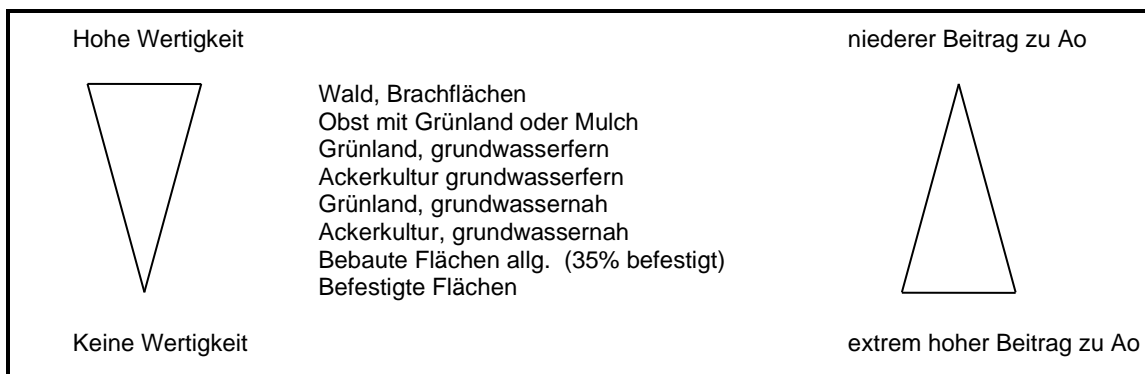 Hohe Wertigkeit
niederer Beitrag zu Ao
Wald, Brachflächen
Obst mit Grünland oder Mulch
Grünland, grundwasserfern
Ackerkultur grundwasserfern
Grünland, grundwassernah
Ackerkultur, grundwassernah
Bebaute Flächen allg. (35% befestigt)
Befestigte Flächen
Keine Wertigkeit
extrem hoher Beitrag zu Ao